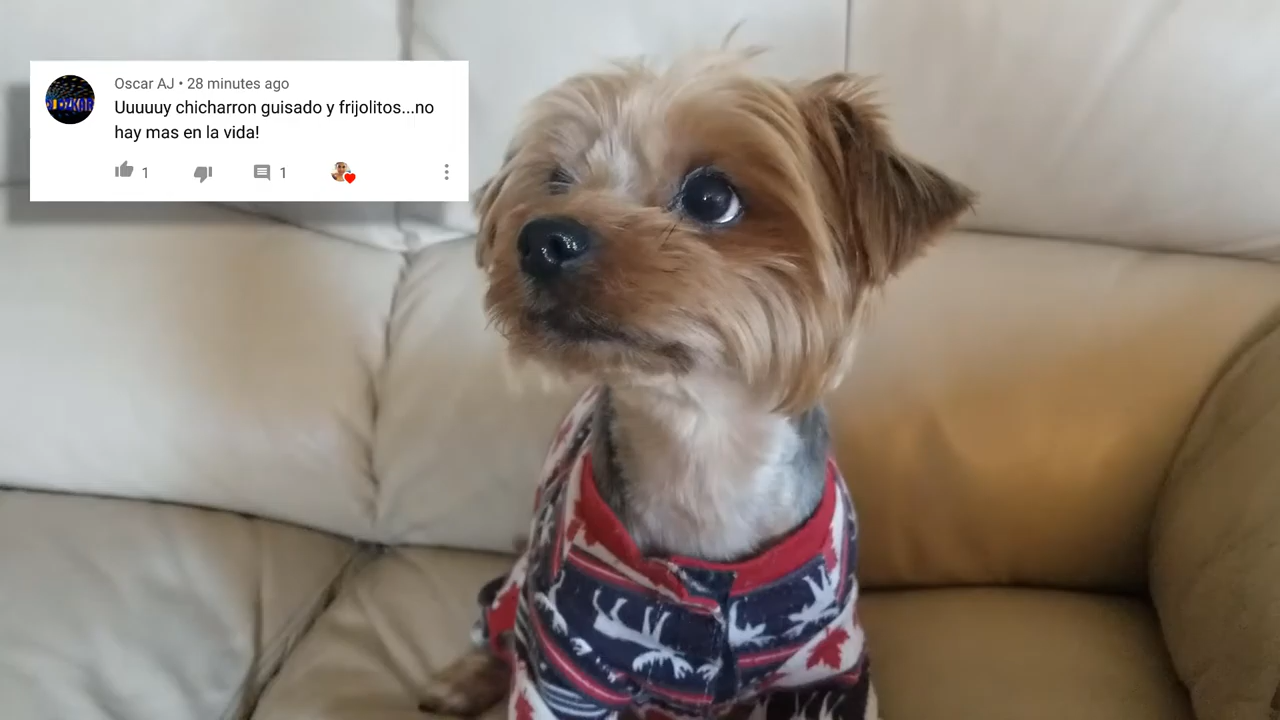 Oscar AJ • 28 minutes ago
Uuuuuy chicharron guisado y frijolitos...no
hay mas en la vida!
1
1